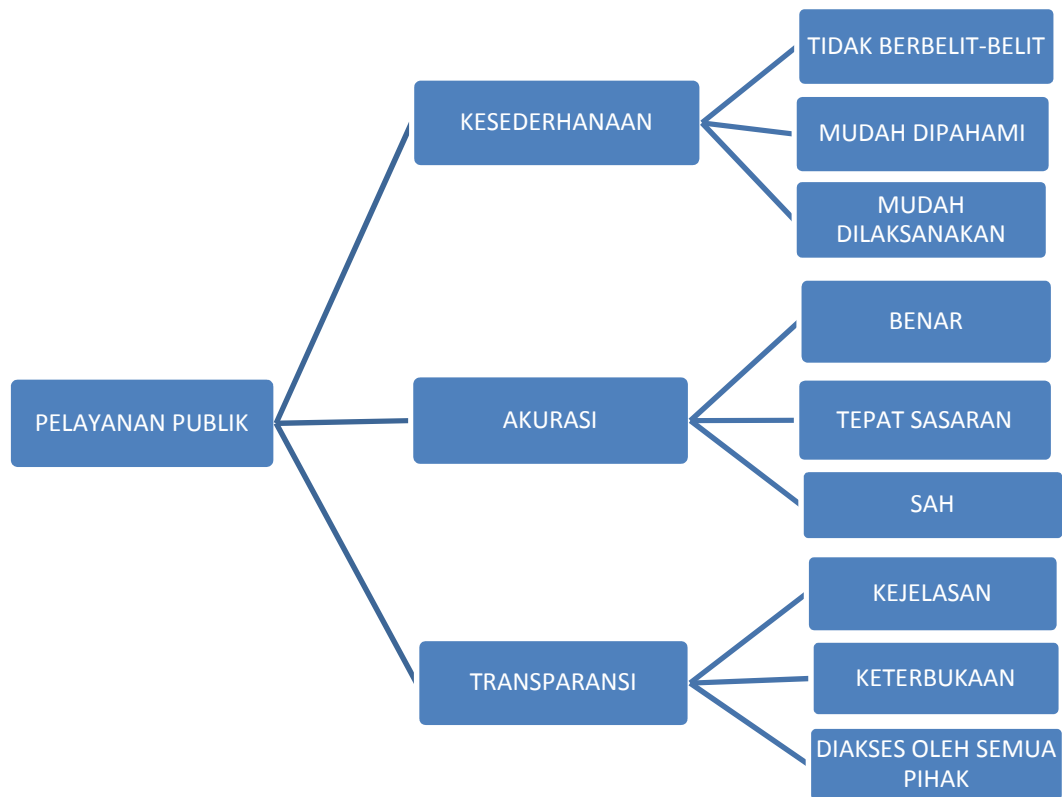 PELAYANAN PUBLIK
KESEDERHANAAN
TIDAK BERBELIT-BELIT
MUDAH DIPAHAMI
MUDAH
DILAKSANAKAN
AKURASI
BENAR
TEPAT SASARAN
SAH
TRANSPARANSI
KEJELASAN
KETERBUKAAN
DIAKSES OLEH SEMUA
PIHAK